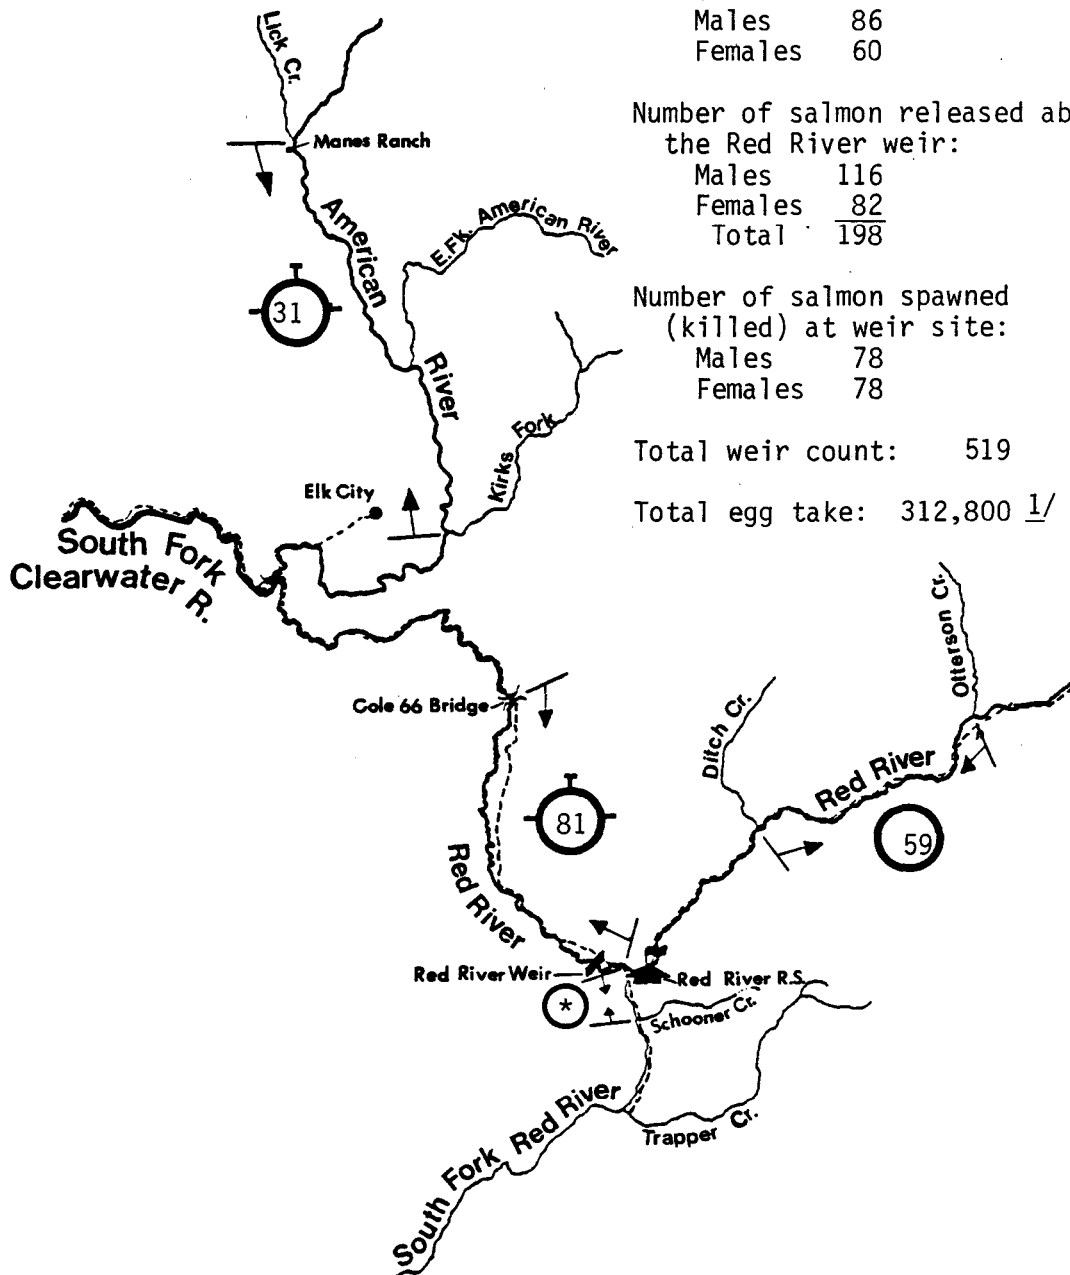 Males 86
Females 60
Number of salmon released ab
the Red River weir:
Males 116
Females 82
Total 198
Number of salmon spawned
(killed) at weir site:
Males 78
Females 78
Total weir count: 519
Total egg take: 312,800 1/
Lick Cr.
Manes Ranch
American River
E.Fk. American River
31
Kirks Fork
Elk City
South Fork
Clearwater R.
Cole 66 Bridge
Otterson Cr.
Ditch Cr.
Red River
59
81
Red River
Red River Weir
Red River R.S.
*
Schooner Cr.
Trapper Cr.
South Fork Red River